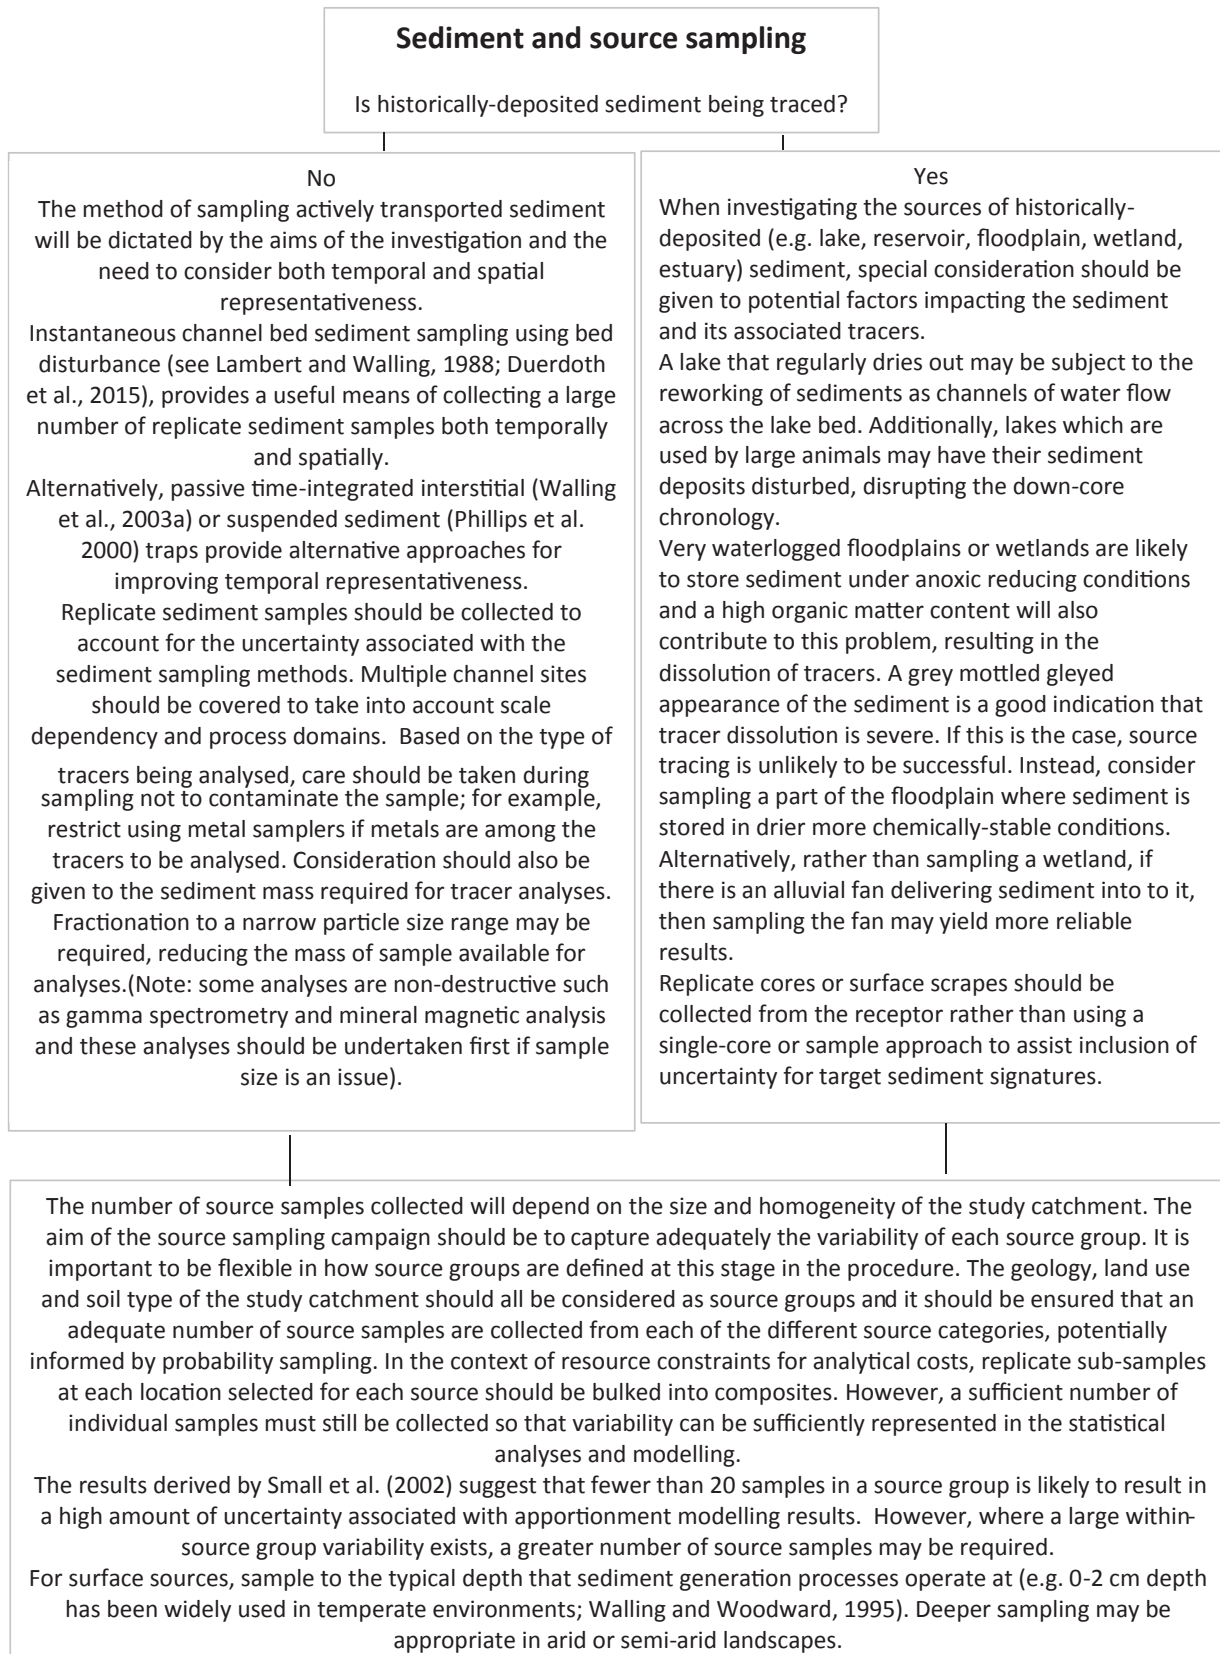 Sediment and source sampling
Is historically-deposited sediment being traced?
No
The method of sampling actively transported sediment
will be dictated by the aims of the investigation and the
need to consider both temporal and spatial
representativeness.
Instantaneous channel bed sediment sampling using bed
disturbance (see Lambert and Walling, 1988; Duerdoth
et al., 2015), provides a useful means of collecting a large
number of replicate sediment samples both temporally
and spatially.
Alternatively, passive time-integrated interstitial (Walling
et al., 2003a) or suspended sediment (Phillips et al.
2000) traps provide alternative approaches for
improving temporal representativeness.
Replicate sediment samples should be collected to
account for the uncertainty associated with the
sediment sampling methods. Multiple channel sites
should be covered to take into account scale
dependency and process domains.  Based on the type of
tracers being analysed, care should be taken during
sampling not to contaminate the sample; for example,
restrict using metal samplers if metals are among the
tracers to be analysed. Consideration should also be
given to the sediment mass required for tracer analyses.
Fractionation to a narrow particle size range may be
required, reducing the mass of sample available for
analyses.(Note: some analyses are non-destructive such
as gamma spectrometry and mineral magnetic analysis
and these analyses should be undertaken first if sample
size is an issue).
Yes
When investigating the sources of historically-
deposited (e.g. lake, reservoir, floodplain, wetland,
estuary) sediment, special consideration should be
given to potential factors impacting the sediment
and its associated tracers.
A lake that regularly dries out may be subject to the
reworking of sediments as channels of water flow
across the lake bed. Additionally, lakes which are
used by large animals may have their sediment
deposits disturbed, disrupting the down-core
chronology.
Very waterlogged floodplains or wetlands are likely
to store sediment under anoxic reducing conditions
and a high organic matter content will also
contribute to this problem, resulting in the
dissolution of tracers. A grey mottled gleyed
appearance of the sediment is a good indication that
tracer dissolution is severe. If this is the case, source
tracing is unlikely to be successful. Instead, consider
sampling a part of the floodplain where sediment is
stored in drier more chemically-stable conditions.
Alternatively, rather than sampling a wetland, if
there is an alluvial fan delivering sediment into to it,
then sampling the fan may yield more reliable
results.
Replicate cores or surface scrapes should be
collected from the receptor rather than using a
single-core or sample approach to assist inclusion of
uncertainty for target sediment signatures.
The number of source samples collected will depend on the size and homogeneity of the study catchment. The
aim of the source sampling campaign should be to capture adequately the variability of each source group. It is
important to be flexible in how source groups are defined at this stage in the procedure. The geology, land use
and soil type of the study catchment should all be considered as source groups and it should be ensured that an
adequate number of source samples are collected from each of the different source categories, potentially
informed by probability sampling. In the context of resource constraints for analytical costs, replicate sub-samples
at each location selected for each source should be bulked into composites. However, a sufficient number of
individual samples must still be collected so that variability can be sufficiently represented in the statistical
analyses and modelling.
The results derived by Small et al. (2002) suggest that fewer than 20 samples in a source group is likely to result in
a high amount of uncertainty associated with apportionment modelling results.  However, where a large within-
source group variability exists, a greater number of source samples may be required.
For surface sources, sample to the typical depth that sediment generation processes operate at (e.g. 0-2 cm depth
has been widely used in temperate environments; Walling and Woodward, 1995). Deeper sampling may be
appropriate in arid or semi-arid landscapes.